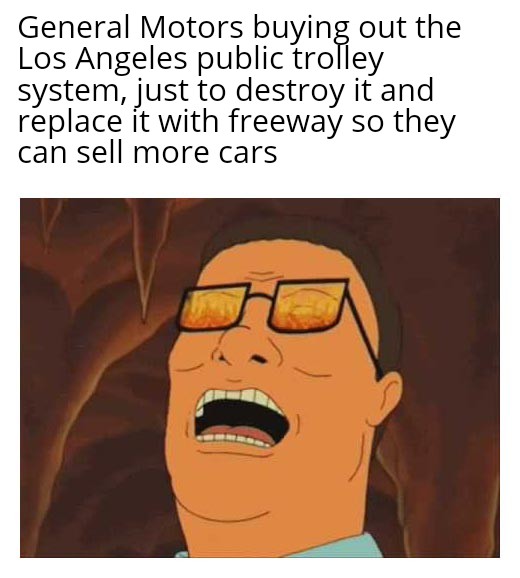 General Motors buying out the
Los Angeles public trolley
system, just to destroy it and
replace it with freeway so they
can sell more cars